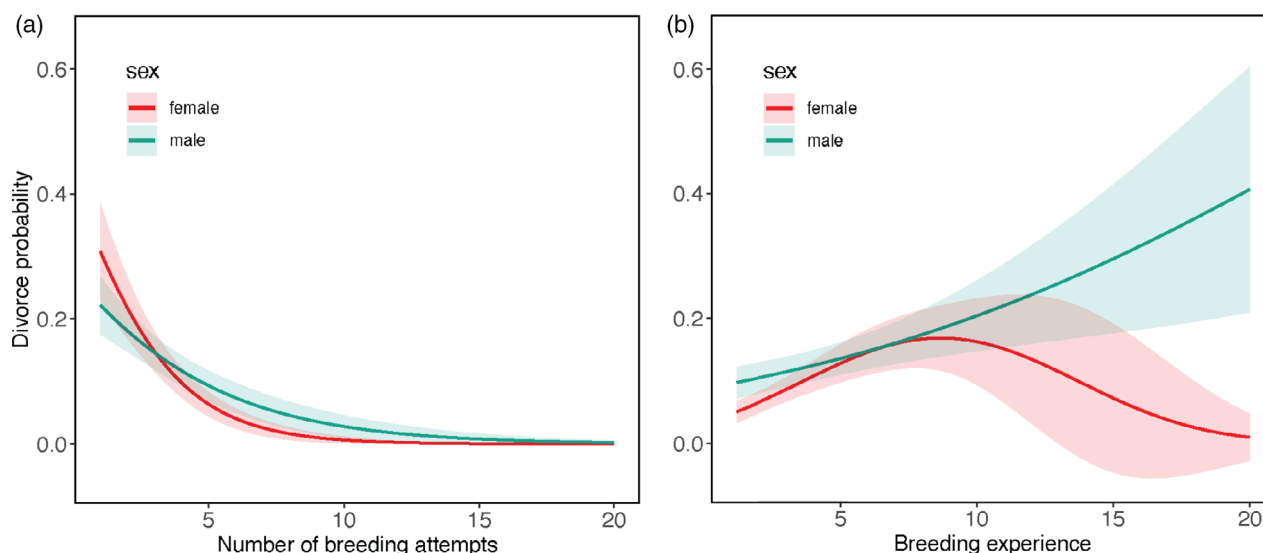 (a)
sex
female
male
Divorce probability
0.6
0.4
0.2
0.0
5
10
15
20
Number of breeding attempts
(b)
sex
female
male
0.6
0.4
0.2
0.0
5
10
15
20
Breeding experience